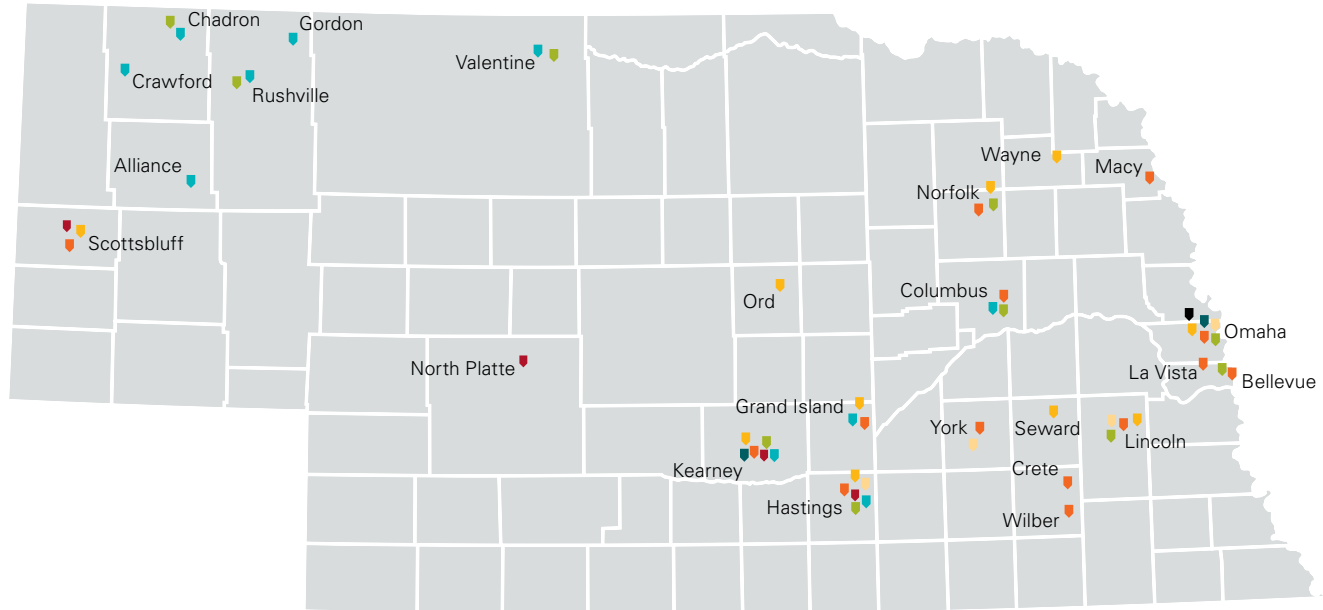 Chadron
Gordon
Valentine
Crawford
Rushville
Alliance
Wayne
Macy
Norfolk
Scottsbluff
Ord
Columbus
Omaha
North Platte
La Vista
Bellevue
Grand Island
York
Seward
Lincoln
Kearney
Crete
Hastings
Wilber